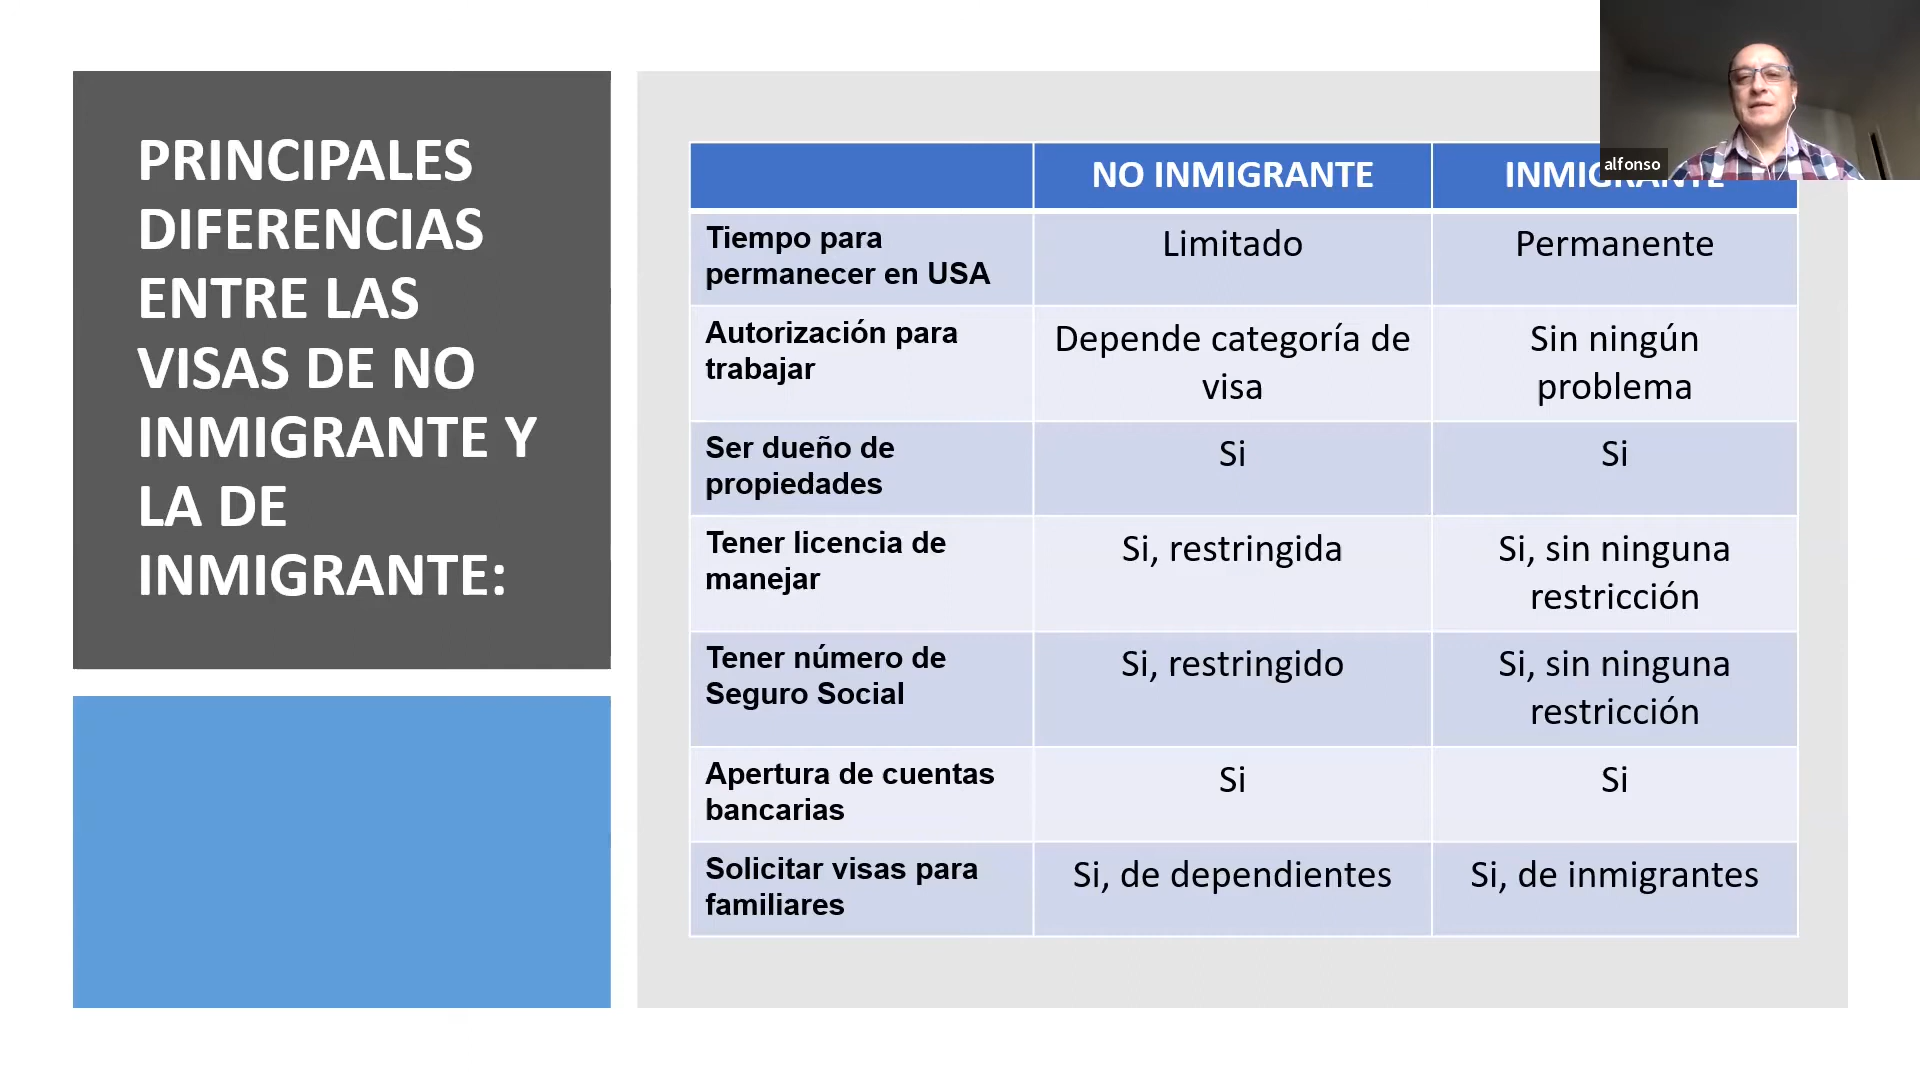 PRINCIPALES
DIFERENCIAS
ENTRE LAS
VISAS DE NO
INMIGRANTE Y
LA DE
INMIGRANTE:
NO INMIGRANTE
INMIGRANTE
Tiempo para
permanecer en USA
Limitado
Permanente
Autorización para
trabajar
Depende categoría de
visa
Sin ningún
problema
Ser dueño de
propiedades
Si
Si
Tener licencia de
manejar
Si, restringida
Si, sin ninguna
restricción
Tener número de
Seguro Social
Si, restringido
Si, sin ninguna
restricción
Apertura de cuentas
bancarias
Si
Si
Solicitar visas para
familiares
Si, de dependientes
Si, de inmigrantes
alfonso